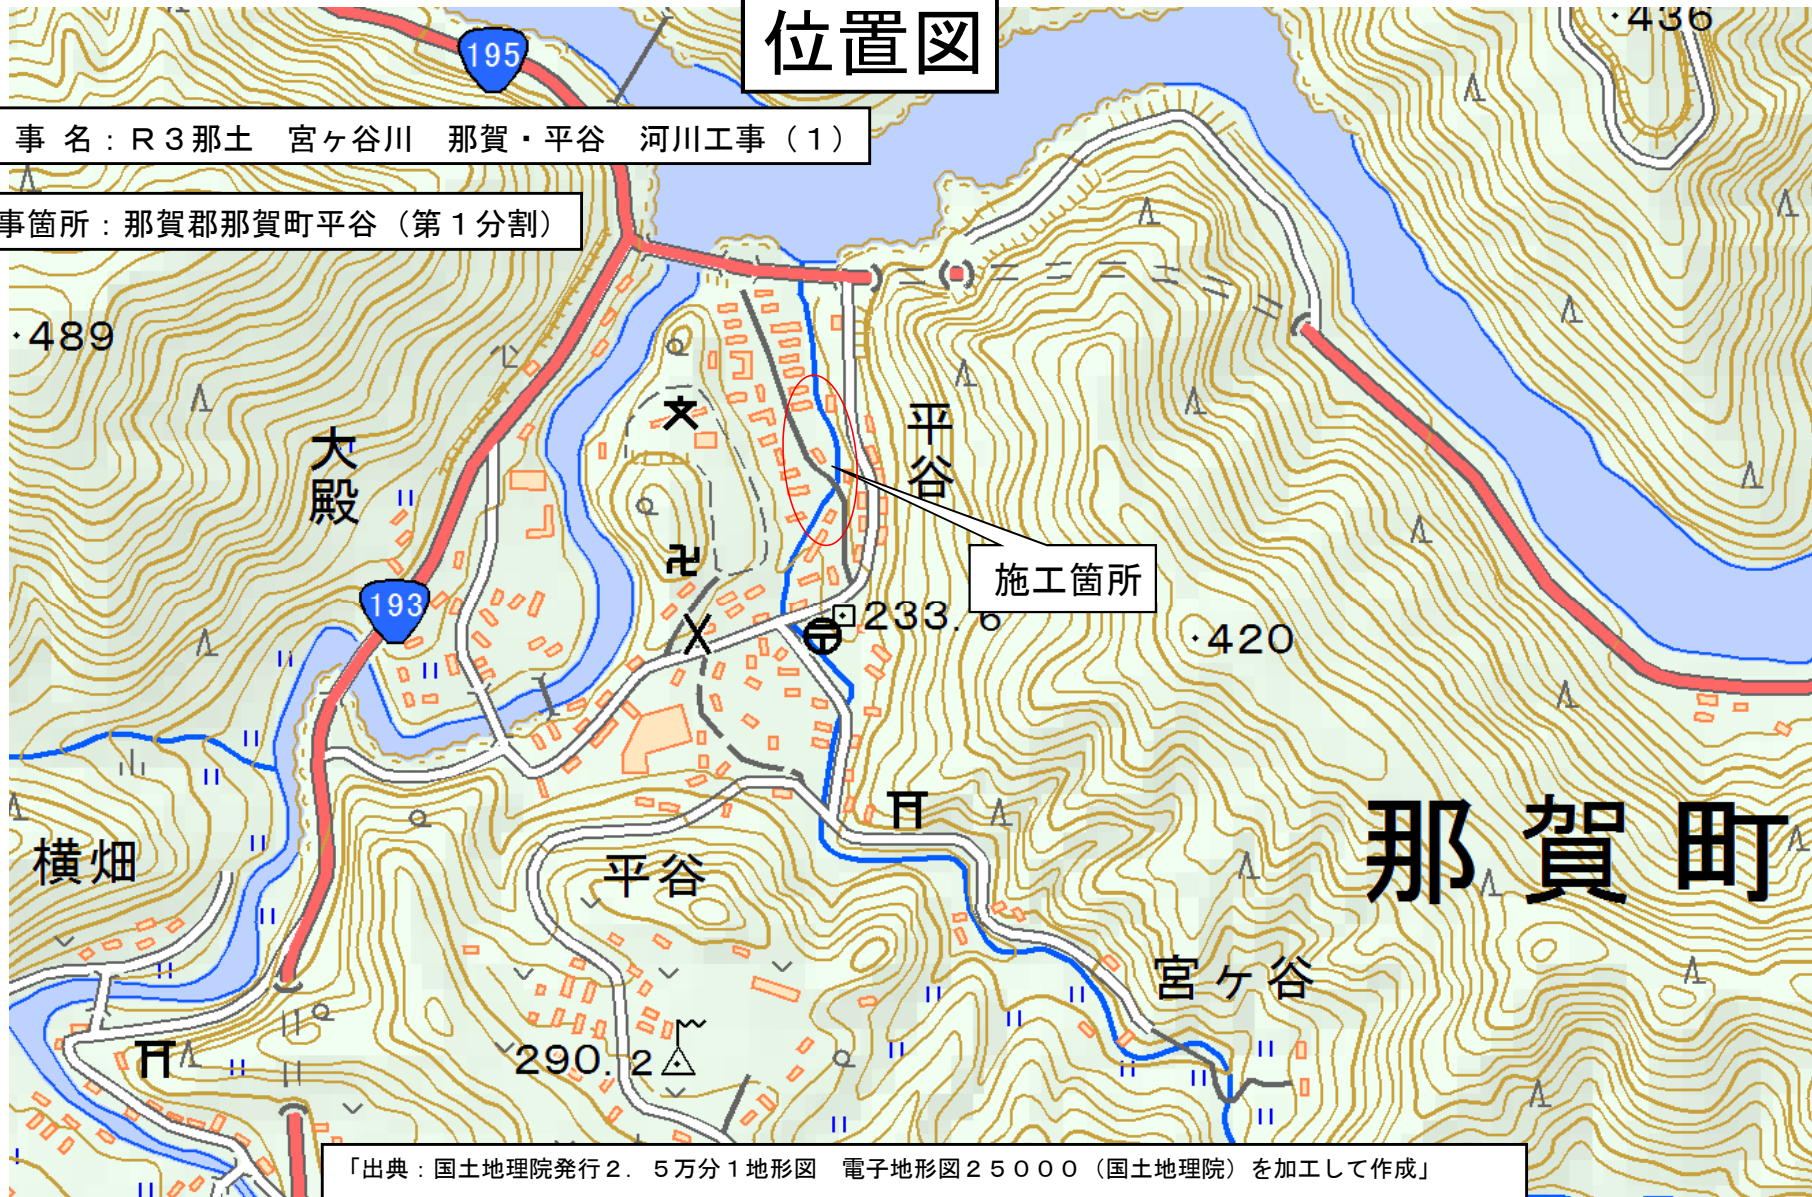 位置図
436
195
事 名：Ｒ３那土　宮ヶ谷川　那賀・平谷　河川工事（１）
事箇所：那賀郡那賀町平谷（第１分割）
489
平谷
大殿
施工箇所
193
233.6
420
那賀町
横畑
平谷
宮ヶ谷
290.2
「出典：国土地理院発行２．５万分１地形図　電子地形図２５０００（国土地理院）を加工して作成」